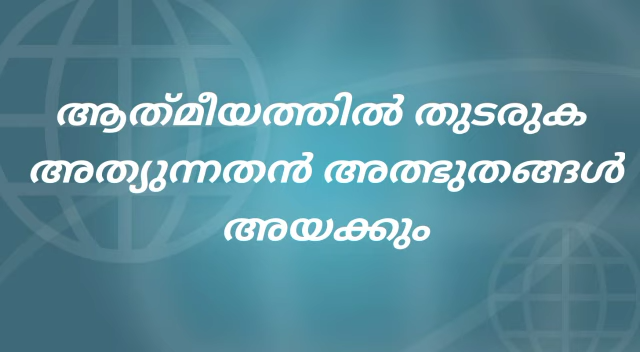 ആത്‌മീയത്തിൽ തുടരുക
അത്യുന്നതൻ അത്ഭുതങ്ങൾ
അയക്കും